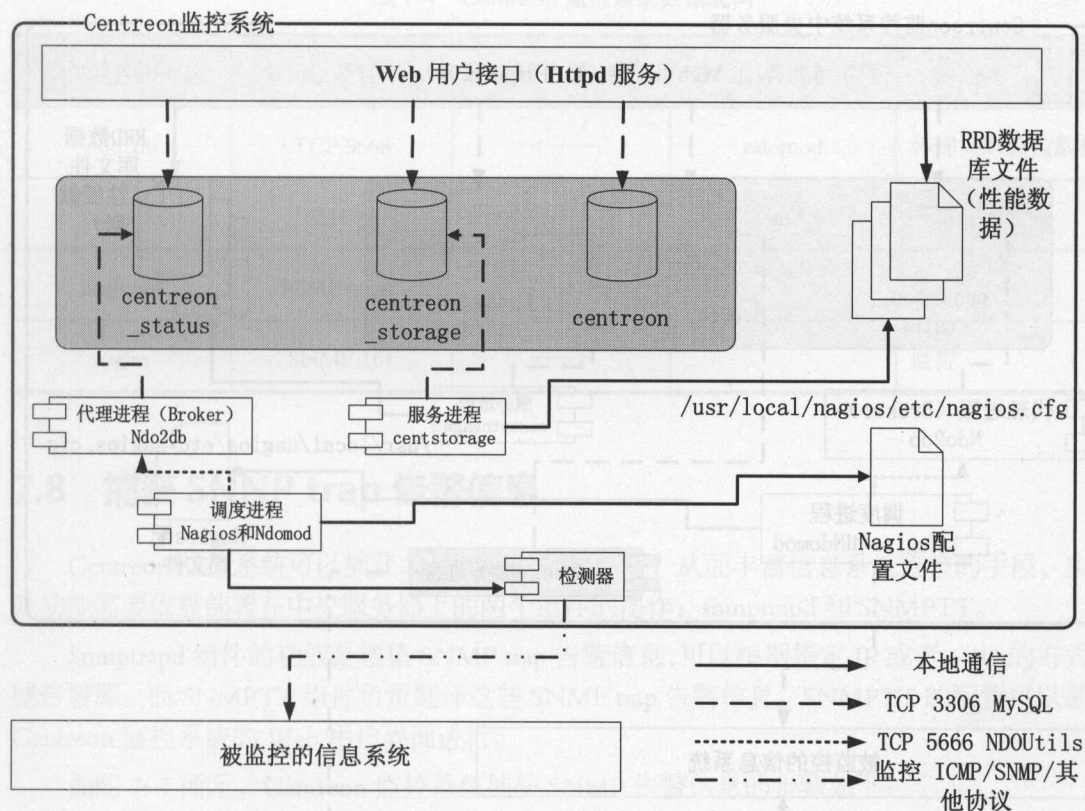 Centreon监控系统
Web 用户接口（Httpd 服务）
RRD数据
库文件
（性能数
据）
centreon
_status
centreon
_storage
centreon
代理进程（Broker）
Ndo2db
服务进程
centstorage
/usr/local/nagios/etc/nagios.cfg
调度进程
Nagios和Ndomod
Nagios配
置文件
检测器
被监控的信息系统
本地通信
TCP 3306 MySQL
TCP 5666 NDOUtils
监控 ICMP/SNMP/其
他协议